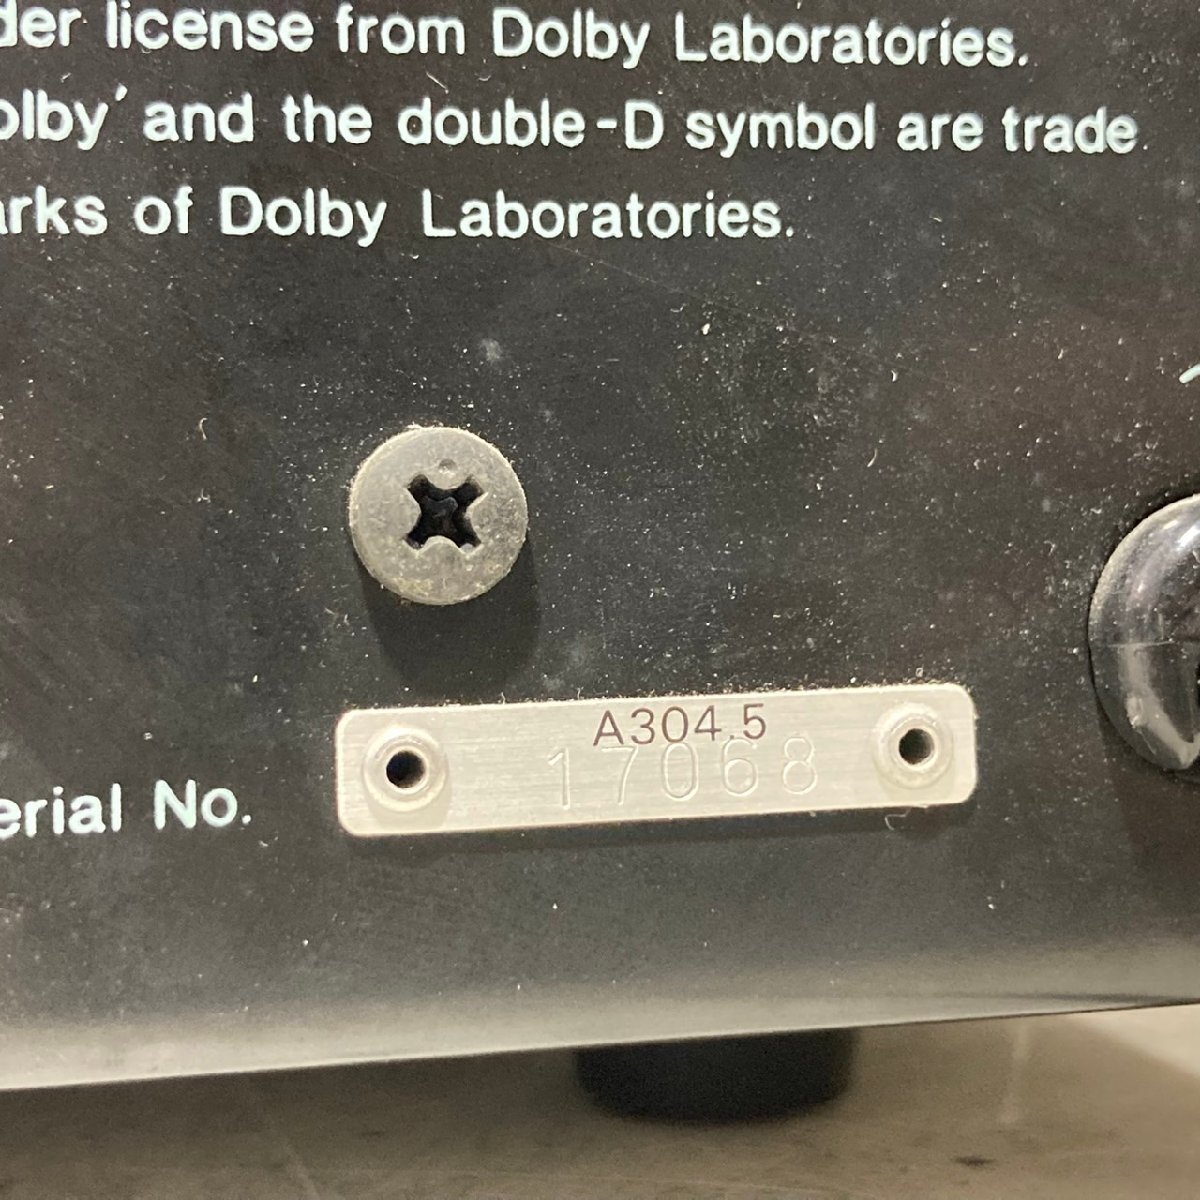 der license from Dolby Laboratories.
olby' and the double-D symbol are trade
arks of Dolby Laboratories.
A304.5
17068
erial No.